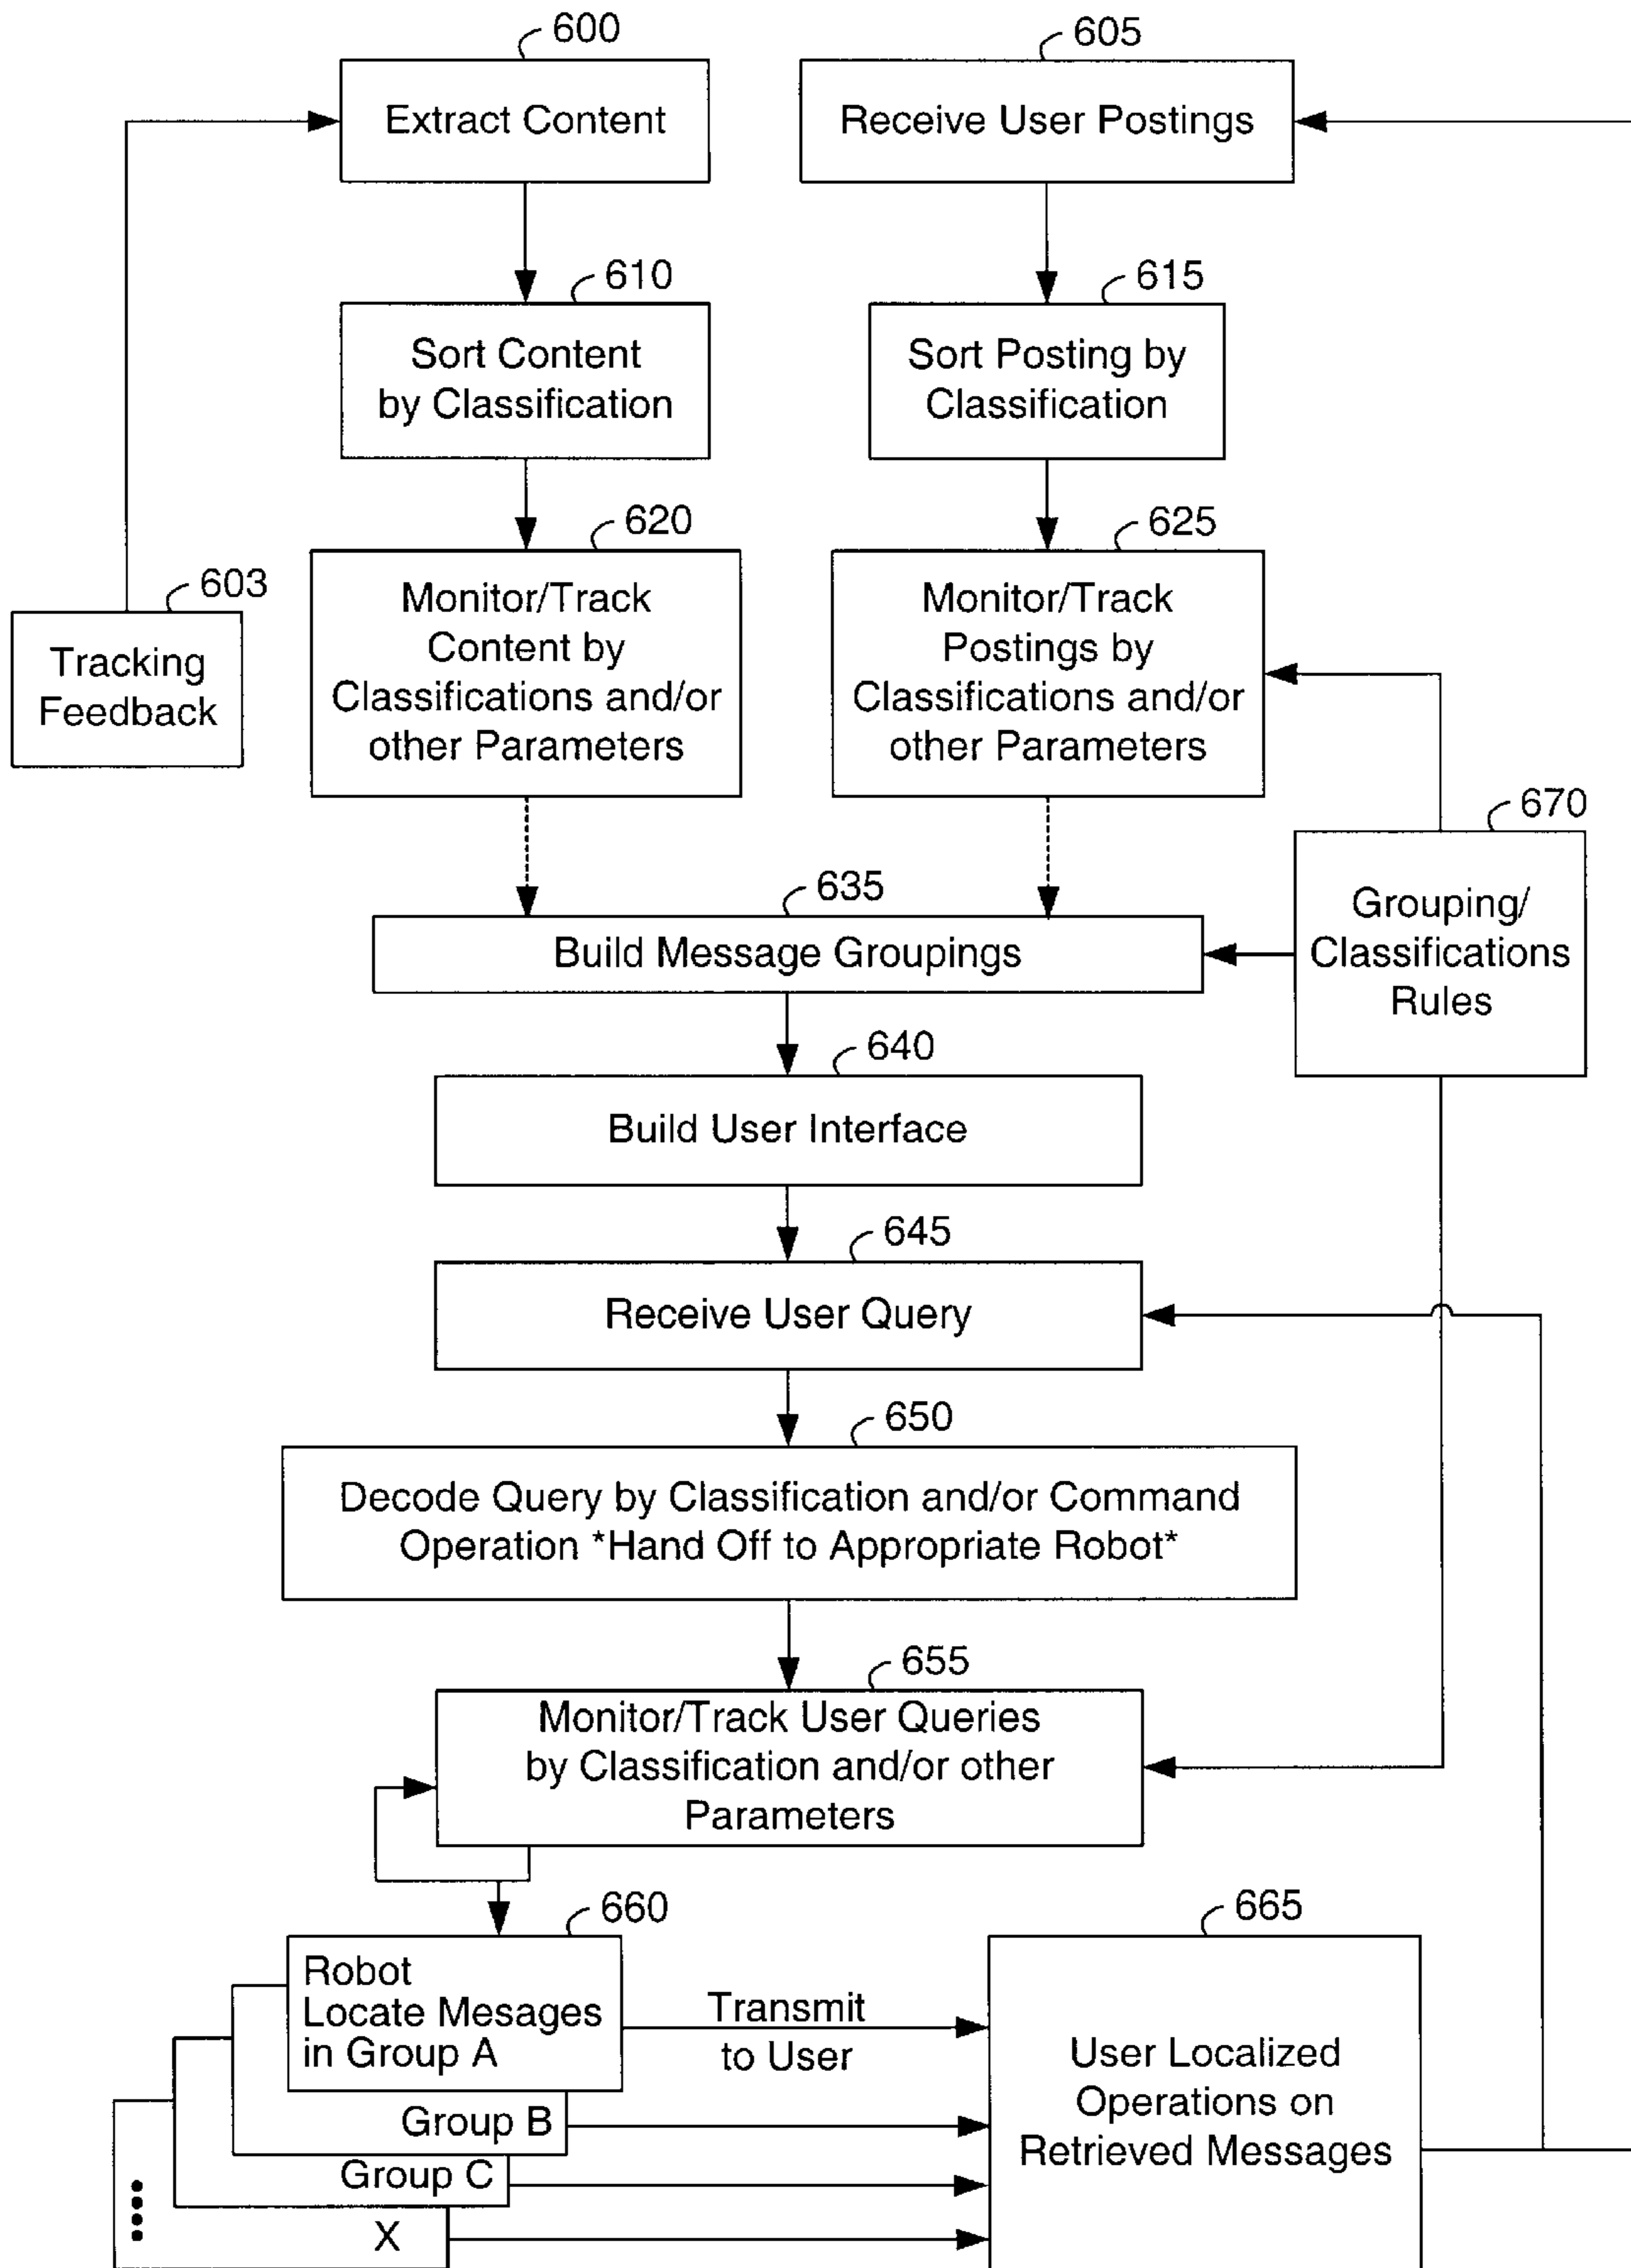 600
Extract Content
605
Receive User Postings
610
Sort Content
by Classification
615
Sort Posting by
Classification
603
Tracking
Feedback
620
Monitor/Track
Content by
Classifications and/or
other Parameters
625
Monitor/Track
Postings by
Classifications and/or
other Parameters
670
Grouping/
Classifications
Rules
635
Build Message Groupings
640
Build User Interface
645
Receive User Query
650
Decode Query by Classification and/or Command
Operation *Hand Off to Appropriate Robot*
655
Monitor/Track User Queries
by Classification and/or other
Parameters
660
Robot
Locate Mesages
in Group A
Group B
Group C
X
Transmit
to User
665
User Localized
Operations on
Retrieved Messages